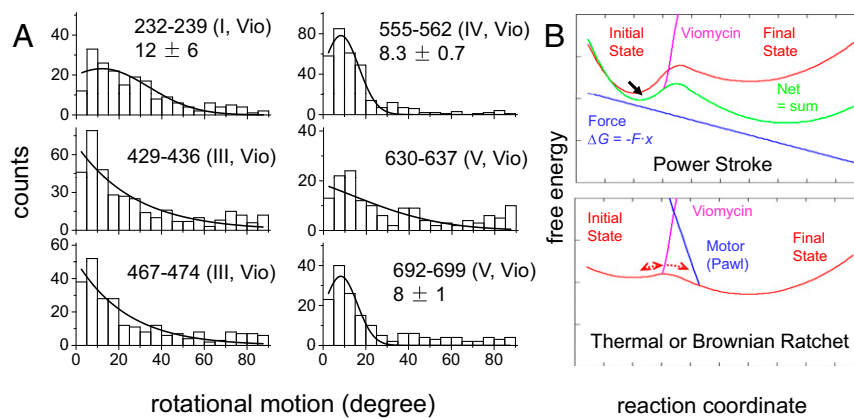 A
232-239 (I, Vio)
12 ± 6
40
20
0
429-436 (III, Vio)
80
60
40
20
0
467-474 (III, Vio)
60
40
20
0
0 20 40 60 80
555-562 (IV, Vio)
8.3 ± 0.7
80
40
0
630-637 (V, Vio)
40
20
0
692-699 (V, Vio)
8 ± 1
40
20
0
0 20 40 60 80
counts
rotational motion (degree)
B
Initial
State
Viomycin
Final
State
Net
= sum
Force
ΔG = -F·x
Power Stroke
Initial
State
Viomycin
Motor
(Pawl)
Final
State
Thermal or Brownian Ratchet
free energy
reaction coordinate